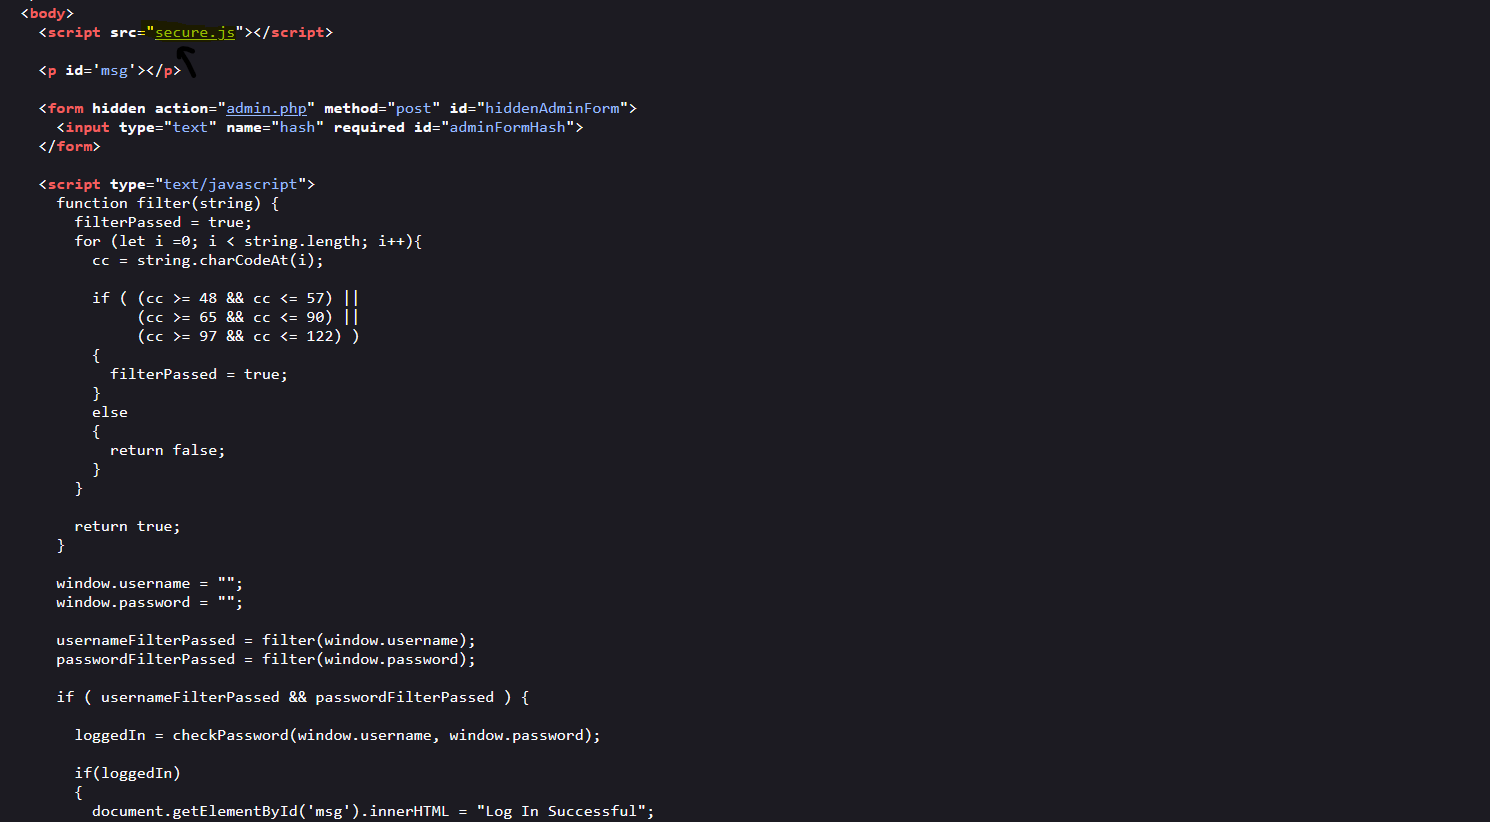 <body>
<script src="secure.js"></script>
<p id='msg'></p>
<form hidden action="admin.php" method="post" id="hiddenAdminForm">
<input type="text" name="hash" required id="adminFormHash">
</form>
<script type="text/javascript">
function filter(string) {
filterPassed = true;
for (let i =0; i < string.length; i++){
cc = string.charCodeAt(i);
if ( (cc >= 48 && cc <= 57) ||
(cc >= 65 && cc <= 90) ||
(cc >= 97 && cc <= 122) )
{
filterPassed = true;
}
else
{
return false;
}
}
return true;
}
window.username = "";
window.password = "";
usernameFilterPassed = filter(window.username);
passwordFilterPassed = filter(window.password);
if ( usernameFilterPassed && passwordFilterPassed ) {
loggedIn = checkPassword(window.username, window.password);
if(loggedIn)
{
document.getElementById('msg').innerHTML = "Log In Successful";